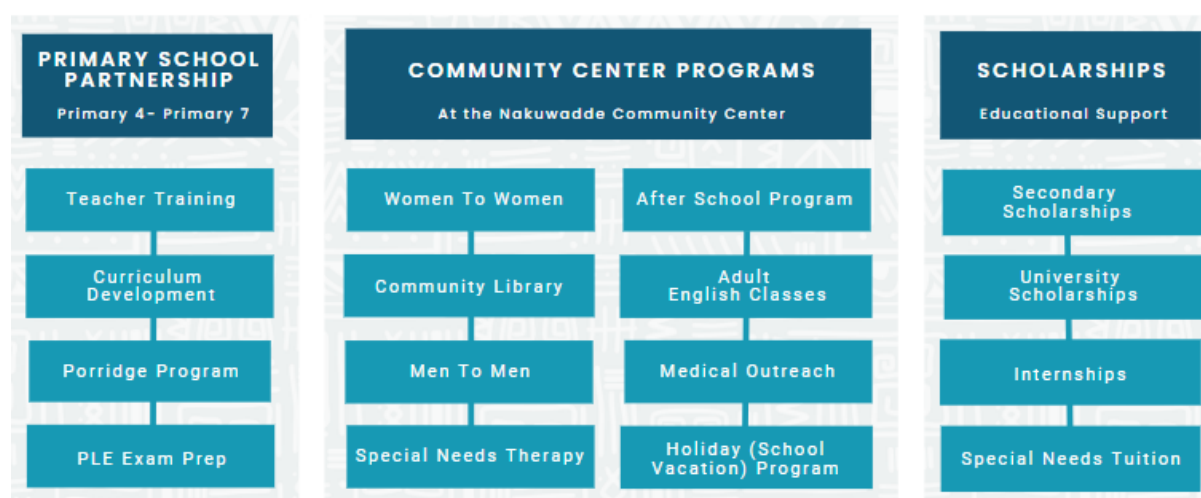 PRIMARY SCHOOL
PARTNERSHIP
Primary 4- Primary 7
Teacher Training
Curriculum
Development
Porridge Program
PLE Exam Prep
COMMUNITY CENTER PROGRAMS
At the Nakuwadde Community Center
Women To Women
Community Library
Men To Men
Special Needs Therapy
After School Program
Adult
English Classes
Medical Outreach
Holiday (School
Vacation) Program
SCHOLARSHIPS
Educational Support
Secondary
Scholarships
University
Scholarships
Internships
Special Needs Tuition